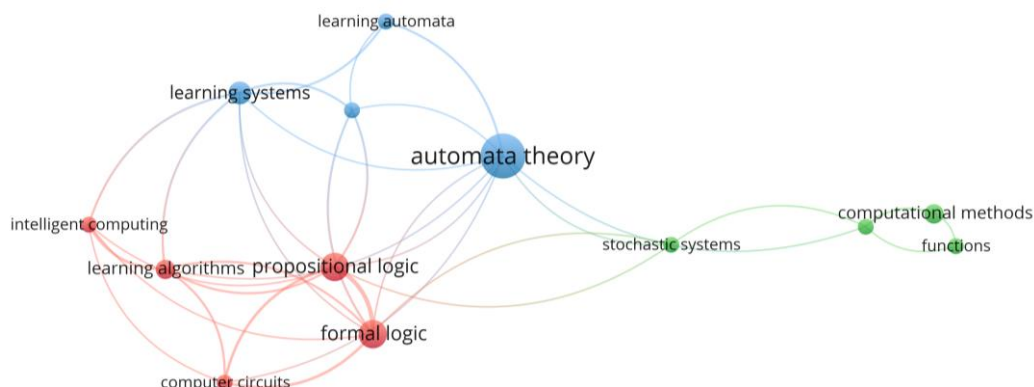 learning automata
learning systems
automata theory
computational methods
intelligent computing
stochastic systems
functions
learning algorithms
propositional logic
formal logic
computer circuits